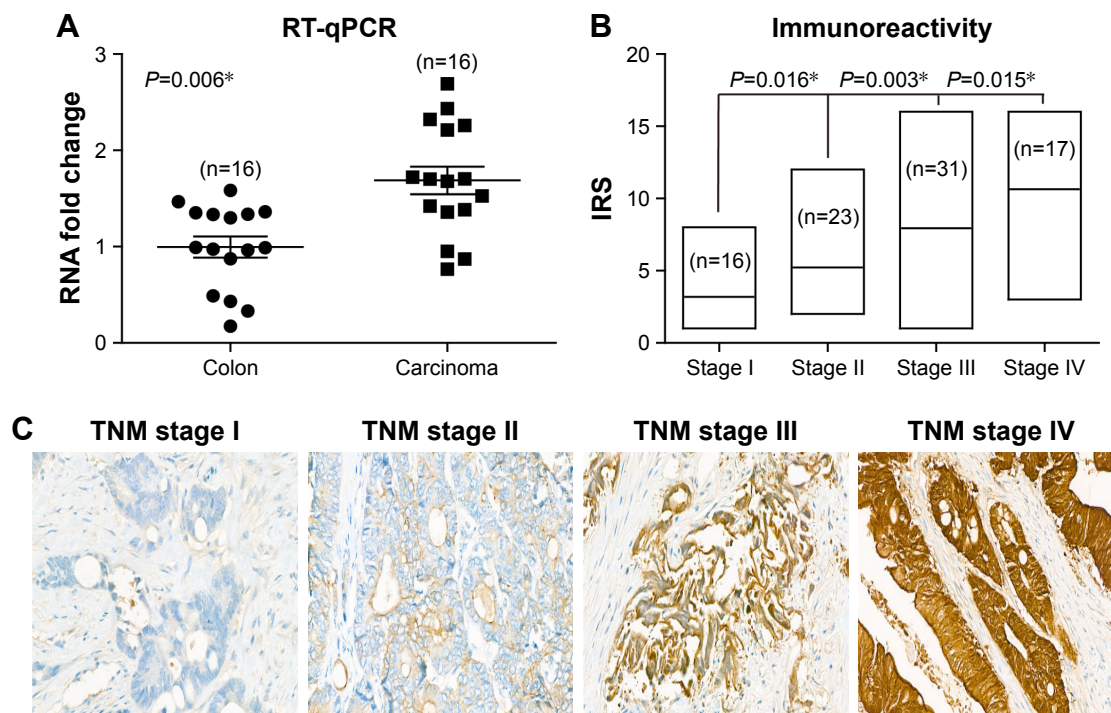 A
RT-qPCR
RNA fold change
3
2
1
0
P=0.006*
(n=16)
(n=16)
Colon
Carcinoma
B
Immunoreactivity
IRS
20
15
10
5
0
P=0.016*
P=0.003*
P=0.015*
(n=16)
(n=23)
(n=31)
(n=17)
Stage I
Stage II
Stage III
Stage IV
C
TNM stage I
TNM stage II
TNM stage III
TNM stage IV